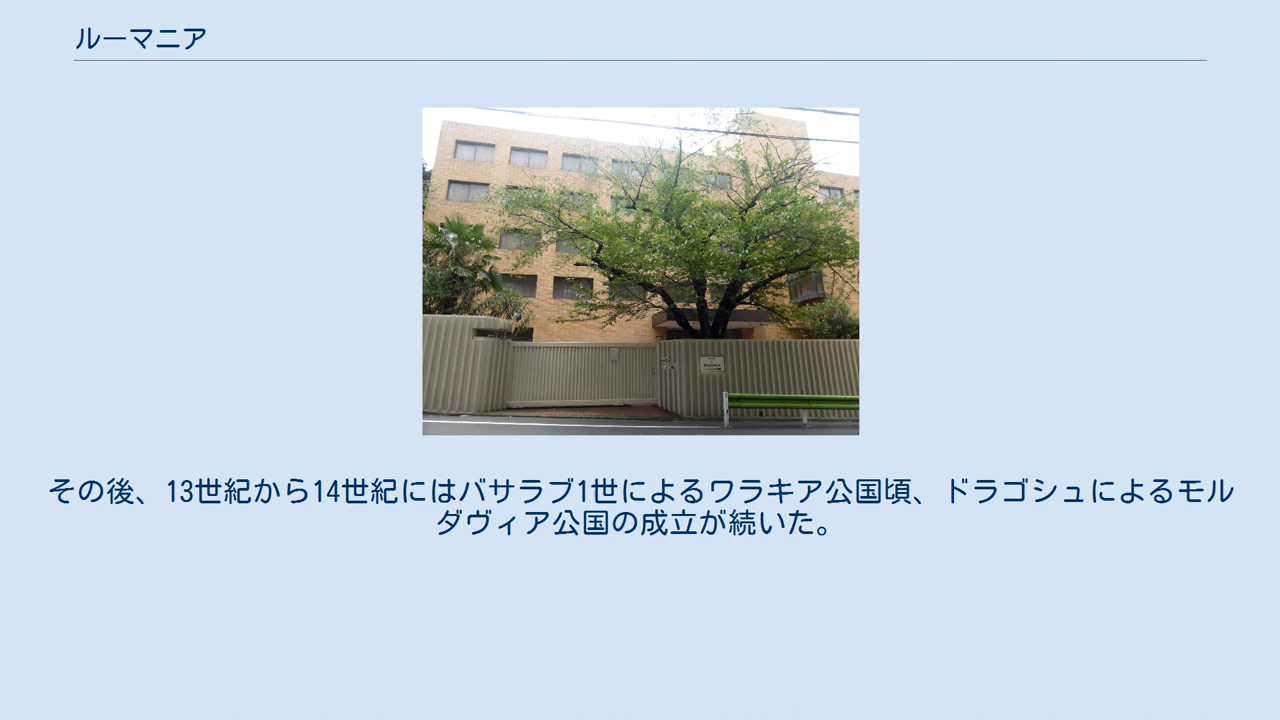 ルーマニア
その後、13世紀から14世紀にはバサラブ1世によるワラキア公国頃、ドラゴシュによるモル
ダヴィア公国の成立が続いた。